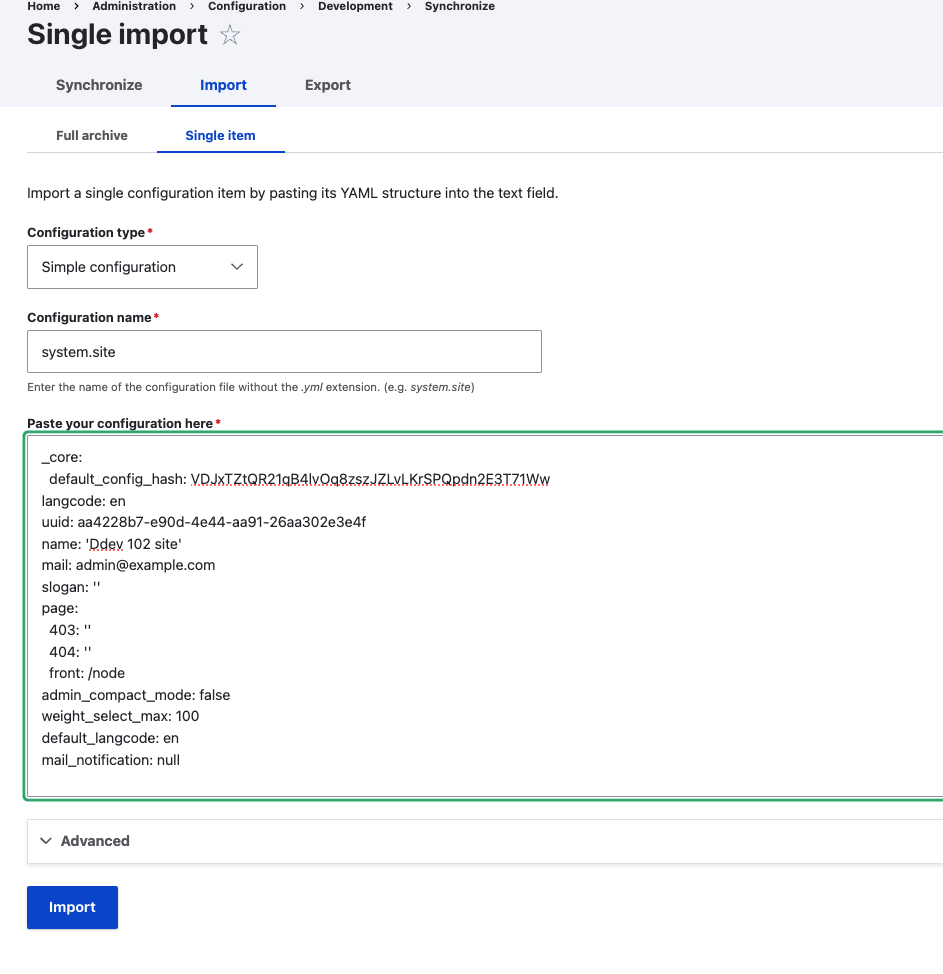 Home > Administration > Configuration > Development > Synchronize
Single import
Synchronize Import Export
Full archive Single item
Import a single configuration item by pasting its YAML structure into the text field.
Configuration type*
Simple configuration
Configuration name*
system.site
Enter the name of the configuration file without the .yml extension. (e.g. system.site)
Paste your configuration here*
_core:
  default_config_hash: VDJxTZtQR21qB4lvOq8zszJZLvLKrSPQpdn2E3T71Ww
langcode: en
uuid: aa4228b7-e90d-4e44-aa91-26aa302e3e4f
name: 'Ddev 102 site'
mail: admin@example.com
slogan: ''
page:
  403: ''
  404: ''
  front: /node
admin_compact_mode: false
weight_select_max: 100
default_langcode: en
mail_notification: null
Advanced
Import